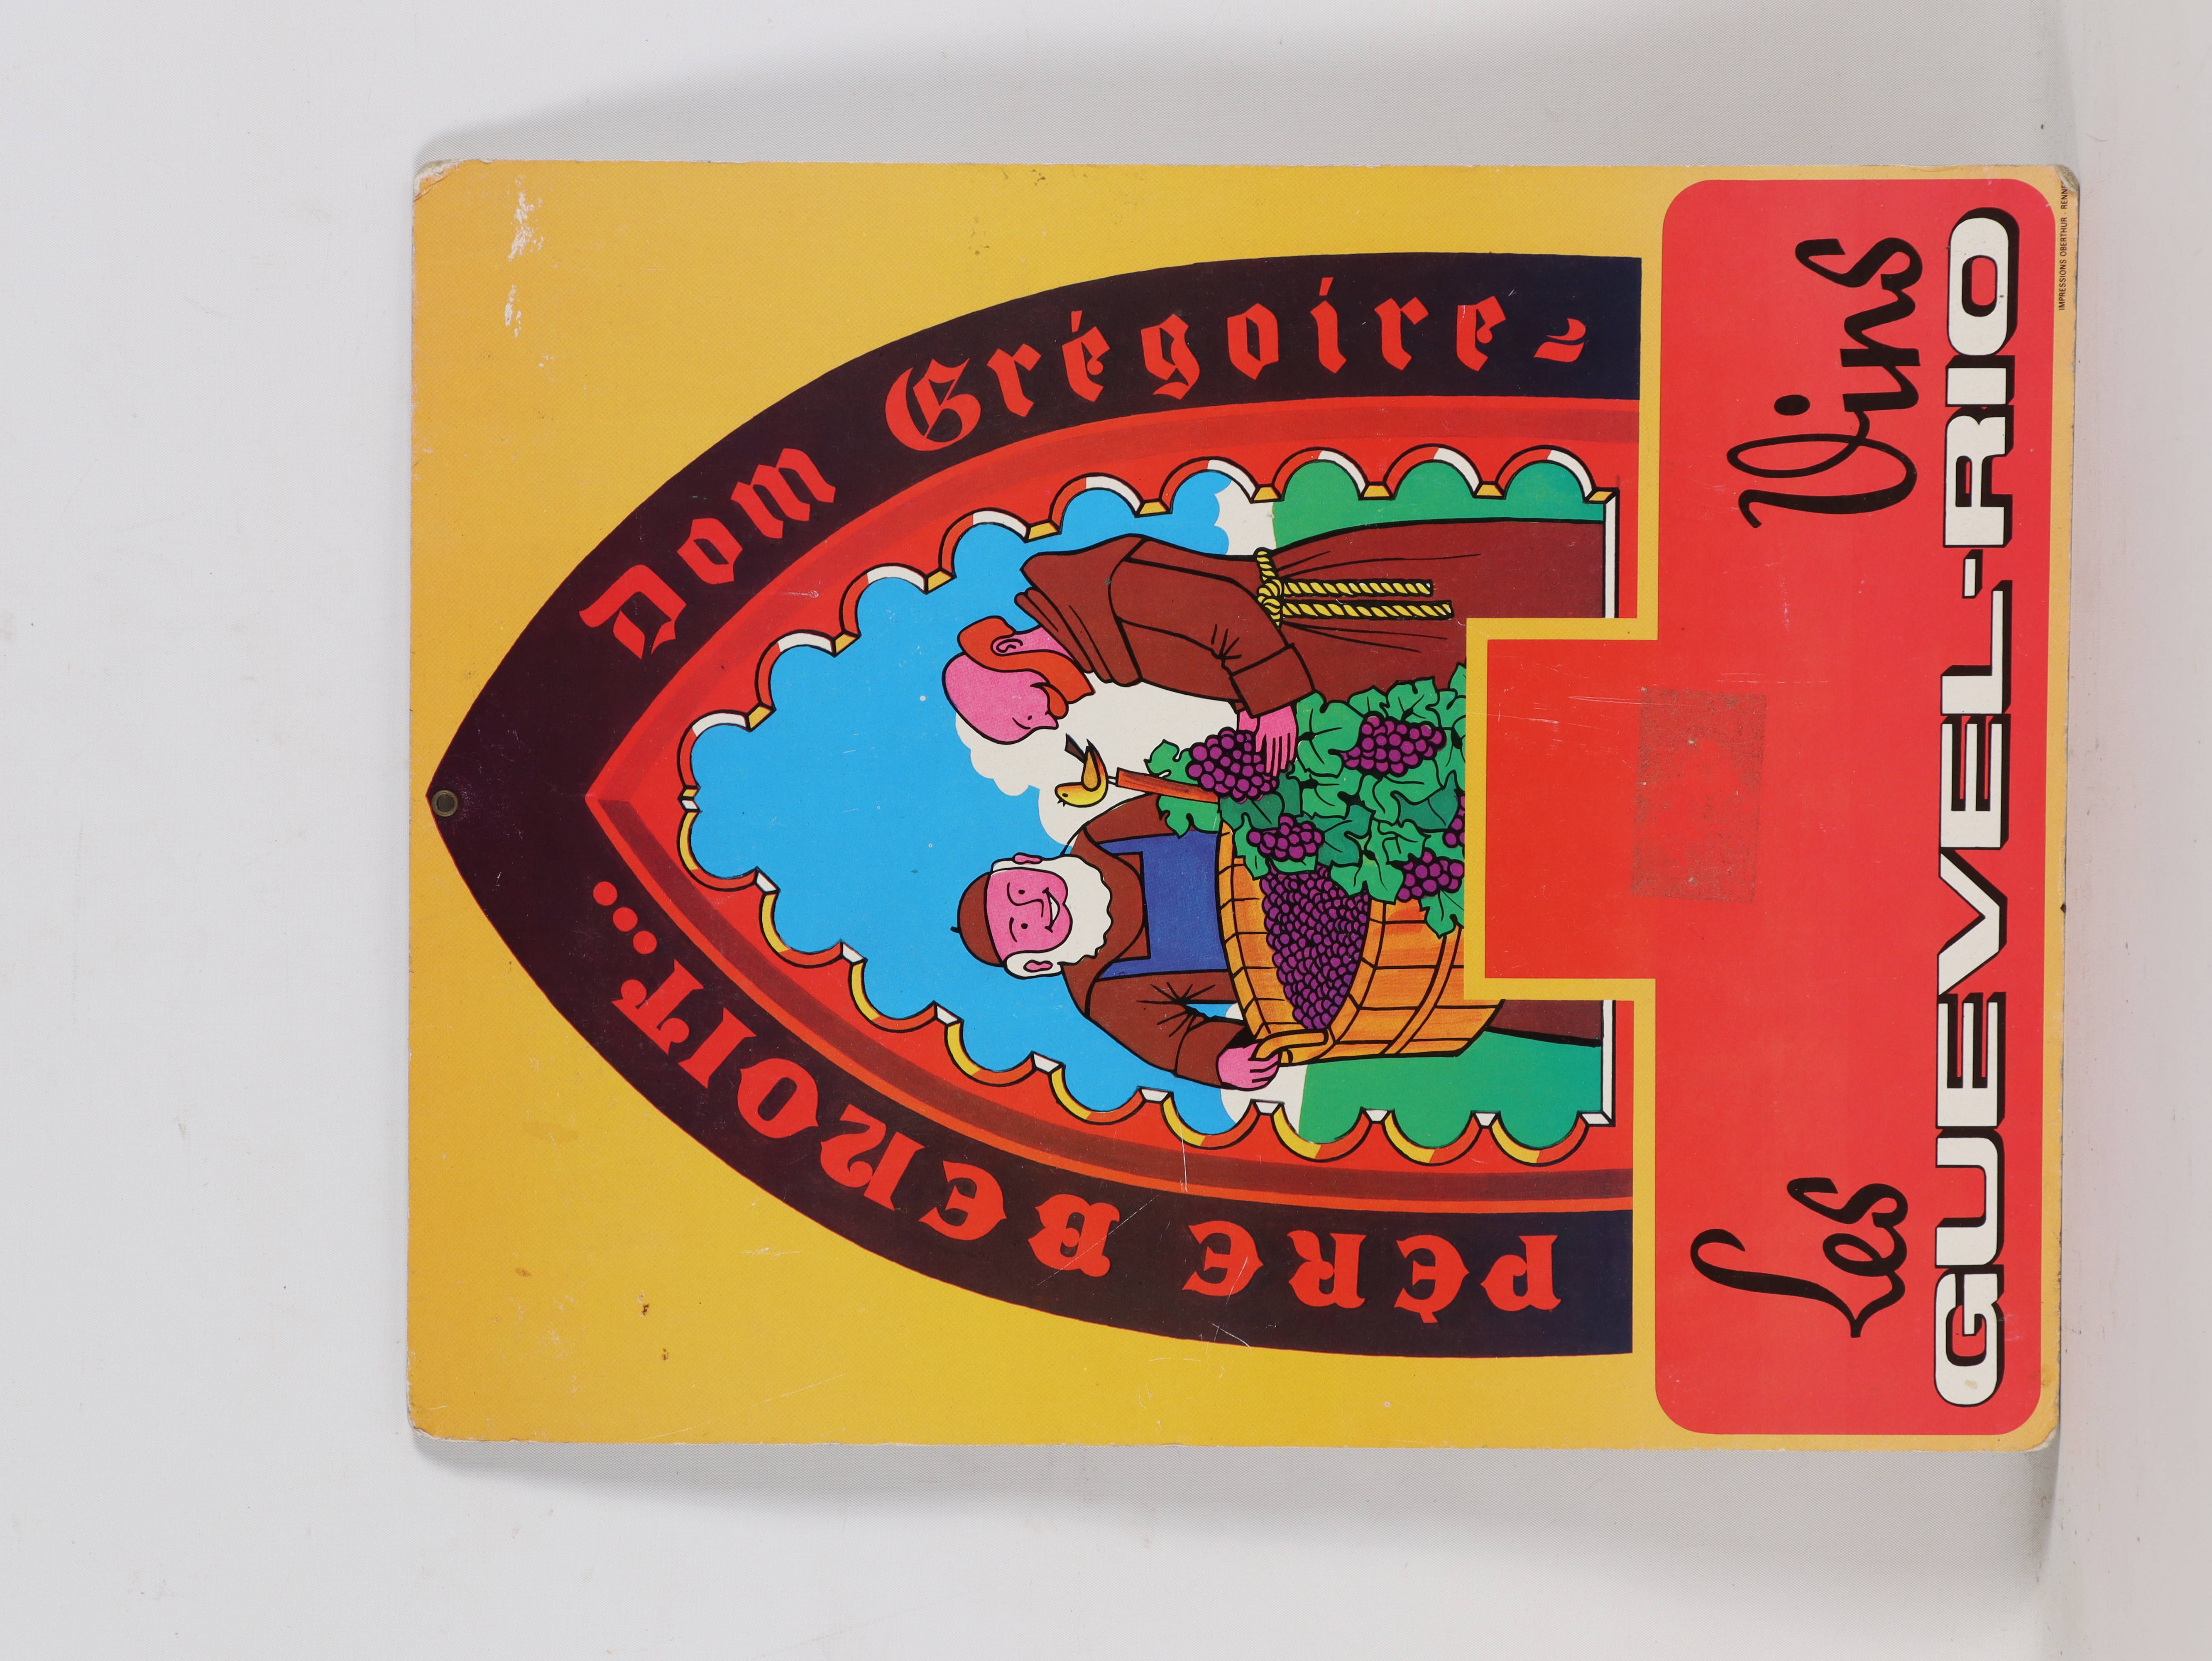 PÈRE BENOIT...
Dom Grégoire-
Les Vins
GUEVEL-RIO
IMPRESSIONS OBERTHUR - RENNES